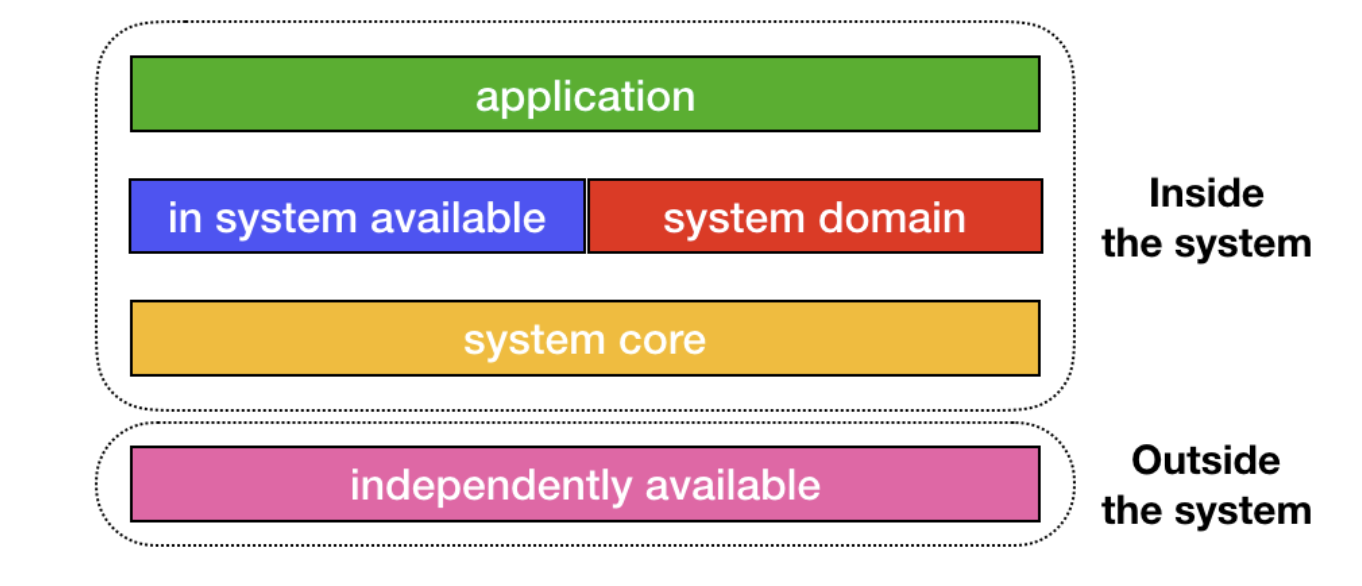 application
in system available
system domain
Inside
the system
system core
independently available
Outside
the system